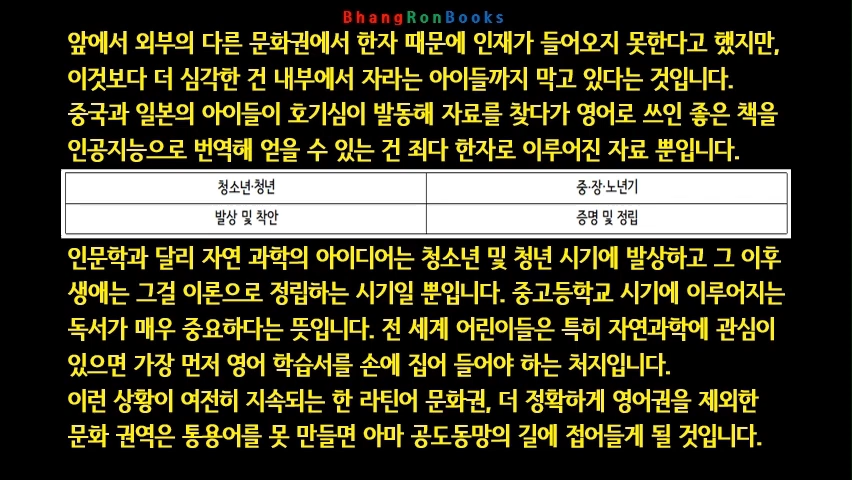 BhangRonBooks
앞에서 외부의 다른 문화권에서 한자 때문에 인재가 들어오지 못한다고 했지만,
이것보다 더 심각한 건 내부에서 자라는 아이들까지 막고 있다는 것입니다.
중국과 일본의 아이들이 호기심이 발동해 자료를 찾다가 영어로 쓰인 좋은 책을
인공지능으로 번역해 얻을 수 있는 건 죄다 한자로 이루어진 자료 뿐입니다.
청소년·청년 중·장·노년기
발상 및 착안 증명 및 정립
인문학과 달리 자연 과학의 아이디어는 청소년 및 청년 시기에 발상하고 그 이후
생애는 그걸 이론으로 정립하는 시기일 뿐입니다. 중고등학교 시기에 이루어지는
독서가 매우 중요하다는 뜻입니다. 전 세계 어린이들은 특히 자연과학에 관심이
있으면 가장 먼저 영어 학습서를 손에 집어 들어야 하는 처지입니다.
이런 상황이 여전히 지속되는 한 라틴어 문화권, 더 정확하게 영어권을 제외한
문화 권역은 통용어를 못 만들면 아마 공도동망의 길에 접어들게 될 것입니다.